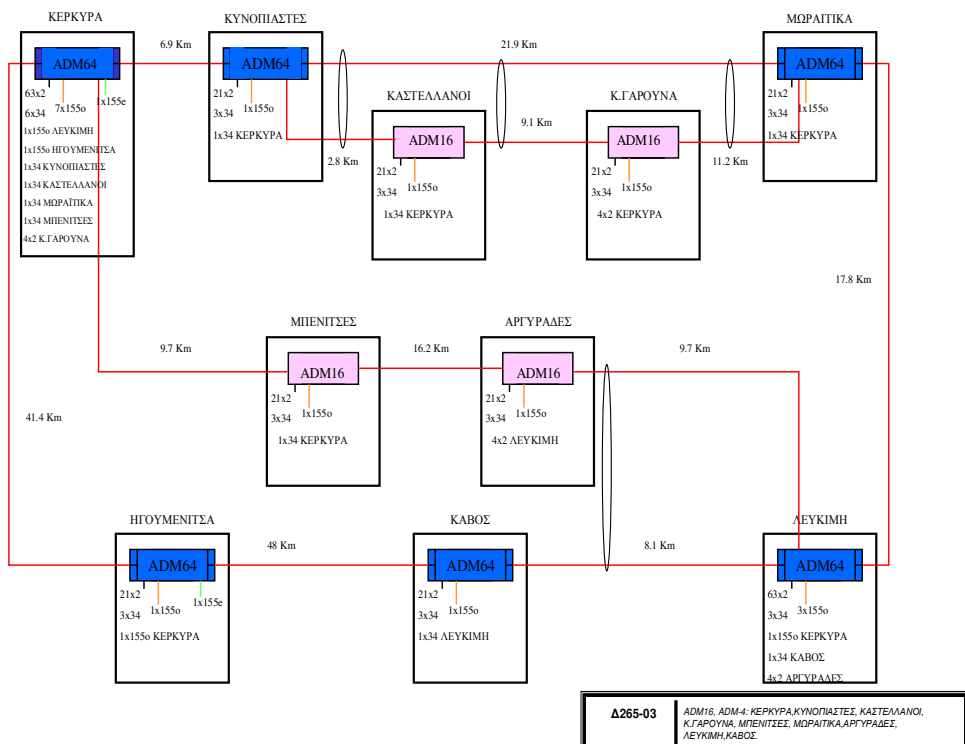 ΚΕΡΚΥΡΑ
ADM64
63x2
7x155o
1x155e
6x34
1x155o ΛΕΥΚΙΜΗ
1x155o ΗΓΟΥΜΕΝΙΤΣΑ
1x34 ΚΥΝΟΠΙΑΣΤΕΣ
1x34 ΚΑΣΤΕΛΛΑΝΟΙ
1x34 ΜΩΡΑΪΤΙΚΑ
1x34 ΜΠΕΝΙΤΣΕΣ
4x2 Κ.ΓΑΡΟΥΝΑ
6.9 Km
ΚΥΝΟΠΙΑΣΤΕΣ
ADM64
21x2
1x155o
3x34
1x34 ΚΕΡΚΥΡΑ
21.9 Km
2.8 Km
ΚΑΣΤΕΛΛΑΝΟΙ
ADM16
21x2
1x155o
3x34
1x34 ΚΕΡΚΥΡΑ
9.1 Km
Κ.ΓΑΡΟΥΝΑ
ADM16
21x2
1x155o
3x34
4x2 ΚΕΡΚΥΡΑ
11.2 Km
ΜΩΡΑΙΤΙΚΑ
ADM64
21x2
1x155o
3x34
1x34 ΚΕΡΚΥΡΑ
17.8 Km
9.7 Km
ΜΠΕΝΙΤΣΕΣ
ADM16
21x2
1x155o
3x34
1x34 ΚΕΡΚΥΡΑ
16.2 Km
ΑΡΓΥΡΑΔΕΣ
ADM16
21x2
1x155o
3x34
4x2 ΛΕΥΚΙΜΗ
9.7 Km
41.4 Km
ΗΓΟΥΜΕΝΙΤΣΑ
ADM64
21x2
1x155o
1x155e
3x34
1x155o ΚΕΡΚΥΡΑ
48 Km
ΚΑΒΟΣ
ADM64
21x2
1x155o
3x34
1x34 ΛΕΥΚΙΜΗ
8.1 Km
ΛΕΥΚΙΜΗ
ADM64
63x2
3x155o
3x34
1x155o ΚΕΡΚΥΡΑ
1x34 ΚΑΒΟΣ
4x2 ΑΡΓΥΡΑΔΕΣ
Δ265-03
ADM16, ADM-4: ΚΕΡΚΥΡΑ,ΚΥΝΟΠΙΑΣΤΕΣ, ΚΑΣΤΕΛΛΑΝΟΙ,
Κ.ΓΑΡΟΥΝΑ, ΜΠΕΝΙΤΣΕΣ, ΜΩΡΑΙΤΙΚΑ,ΑΡΓΥΡΑΔΕΣ,
ΛΕΥΚΙΜΗ,ΚΑΒΟΣ.